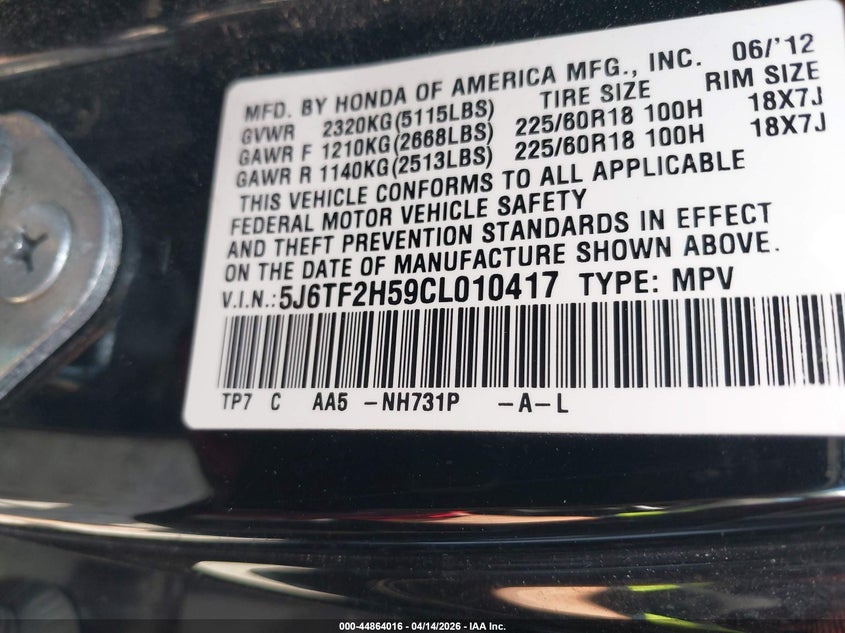 MFD. BY HONDA OF AMERICA MFG., INC. 06/'12
GVWR 2320KG(5115LBS) TIRE SIZE RIM SIZE
GAWR F 1210KG(2668LBS) 225/60R18 100H 18X7J
GAWR R 1140KG(2513LBS) 225/60R18 100H 18X7J
THIS VEHICLE CONFORMS TO ALL APPLICABLE
FEDERAL MOTOR VEHICLE SAFETY
AND THEFT PREVENTION STANDARDS IN EFFECT
ON THE DATE OF MANUFACTURE SHOWN ABOVE.
V.I.N.:5J6TF2H59CL010417 TYPE: MPV
TP7 C AA5 -NH731P -A-L
000-44864016 - 04/14/2026 - IAA Inc.